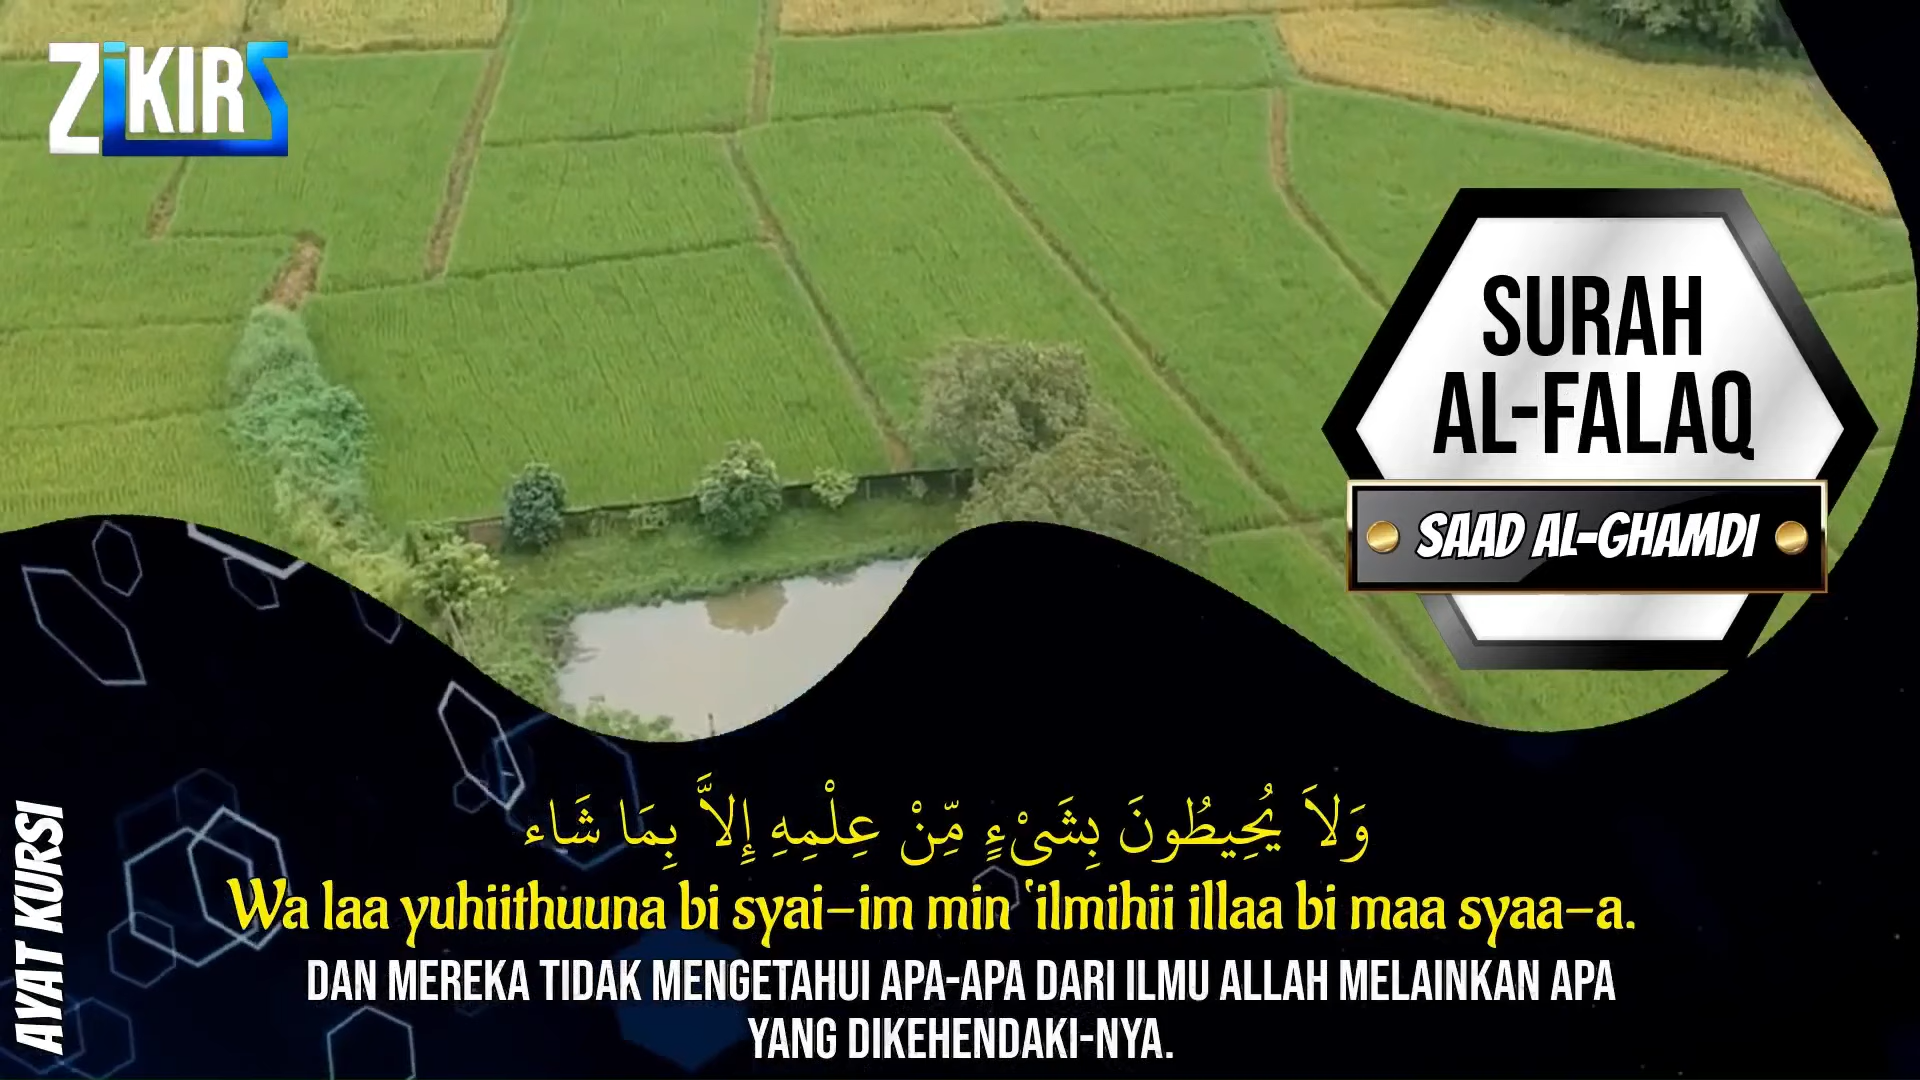 ZiKIRS
SURAH
AL-FALAQ
SAAD AL-GHAMDI
وَلاَ يُحِيطُونَ بِشَىْءٍ مِّنْ عِلْمِهِ إِلاَّ بِمَا شَاء
Wa laa yuhiithuuna bi syai-im min 'ilmihii illaa bi maa syaa-a.
DAN MEREKA TIDAK MENGETAHUI APA-APA DARI ILMU ALLAH MELAINKAN APA
YANG DIKEHENDAKI-NYA.
AYAT KURSI